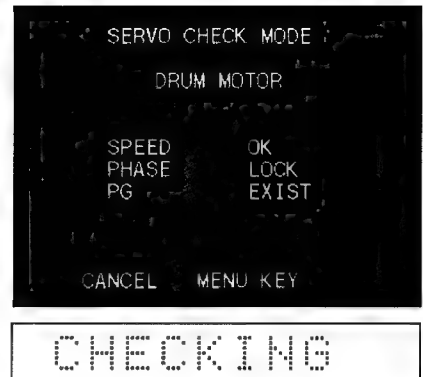 SERVO CHECK MODE
DRUM MOTOR
SPEED OK
PHASE LOCK
PG EXIST
CANCEL MENU KEY
CHECKING